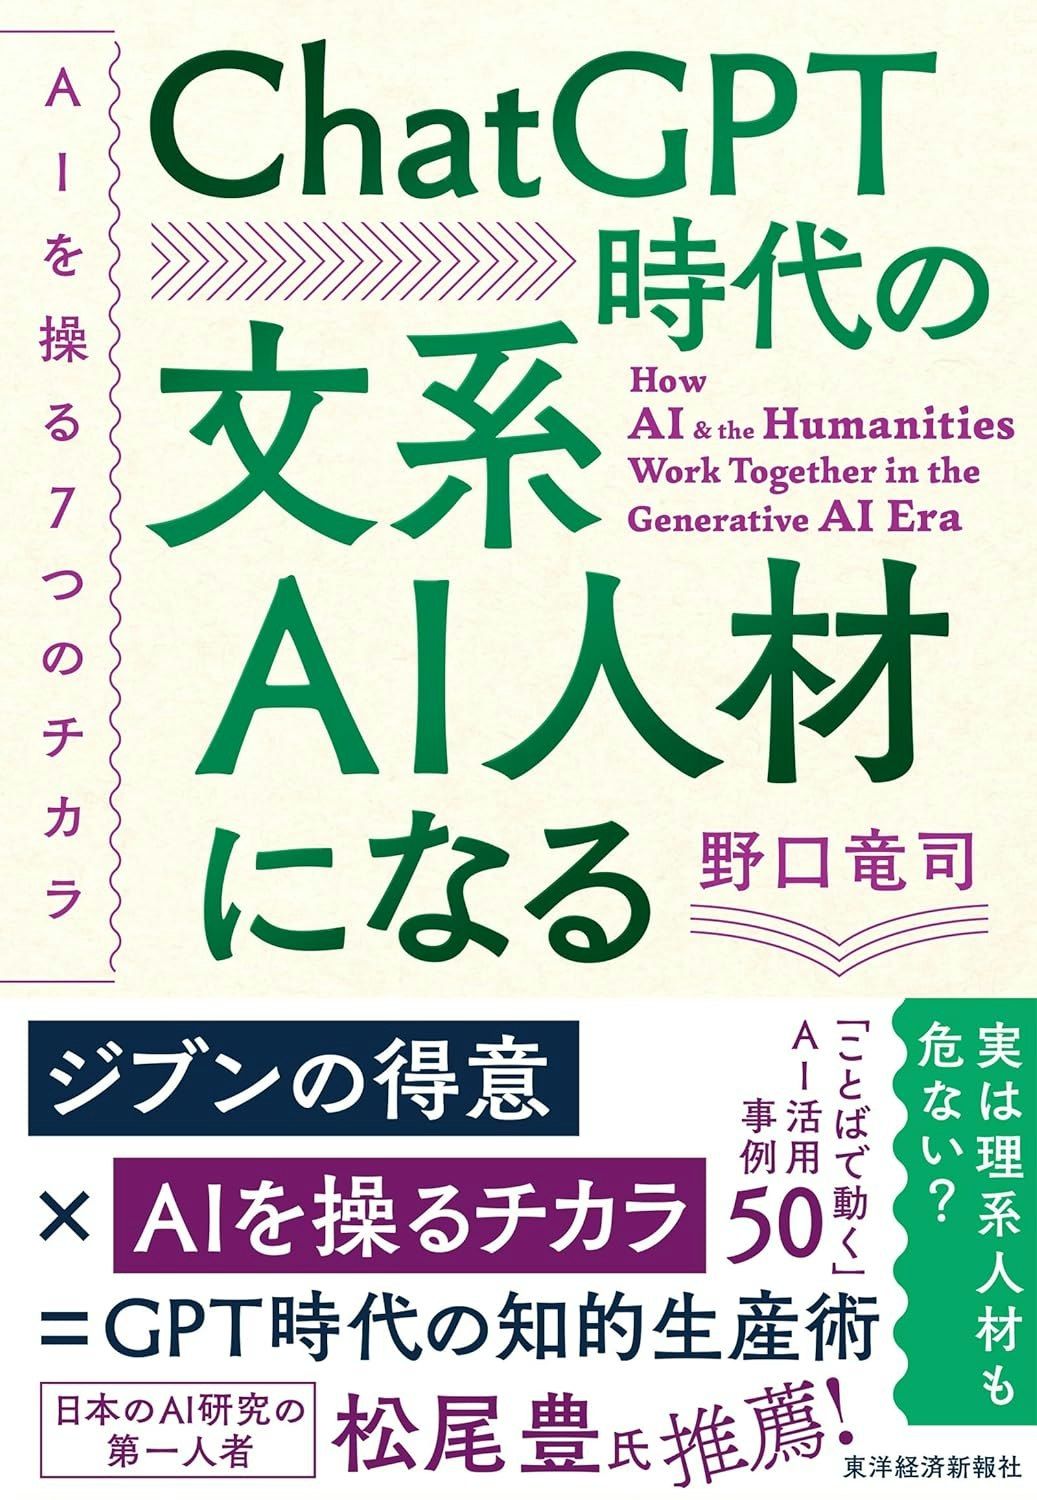 AIを操る7つのチカラ
ChatGPT
時代の
文系
How
AI & the Humanities
Work Together in the
Generative AI Era
AI人材
になる
野口竜司
実は理系人材も
危ない？
「ことばで動く」
AI活用
事例
50
ジブンの得意
×AIを操るチカラ
=GPT時代の知的生産術
日本のAI研究の
第一人者
松尾豊氏推薦！
東洋経済新報社